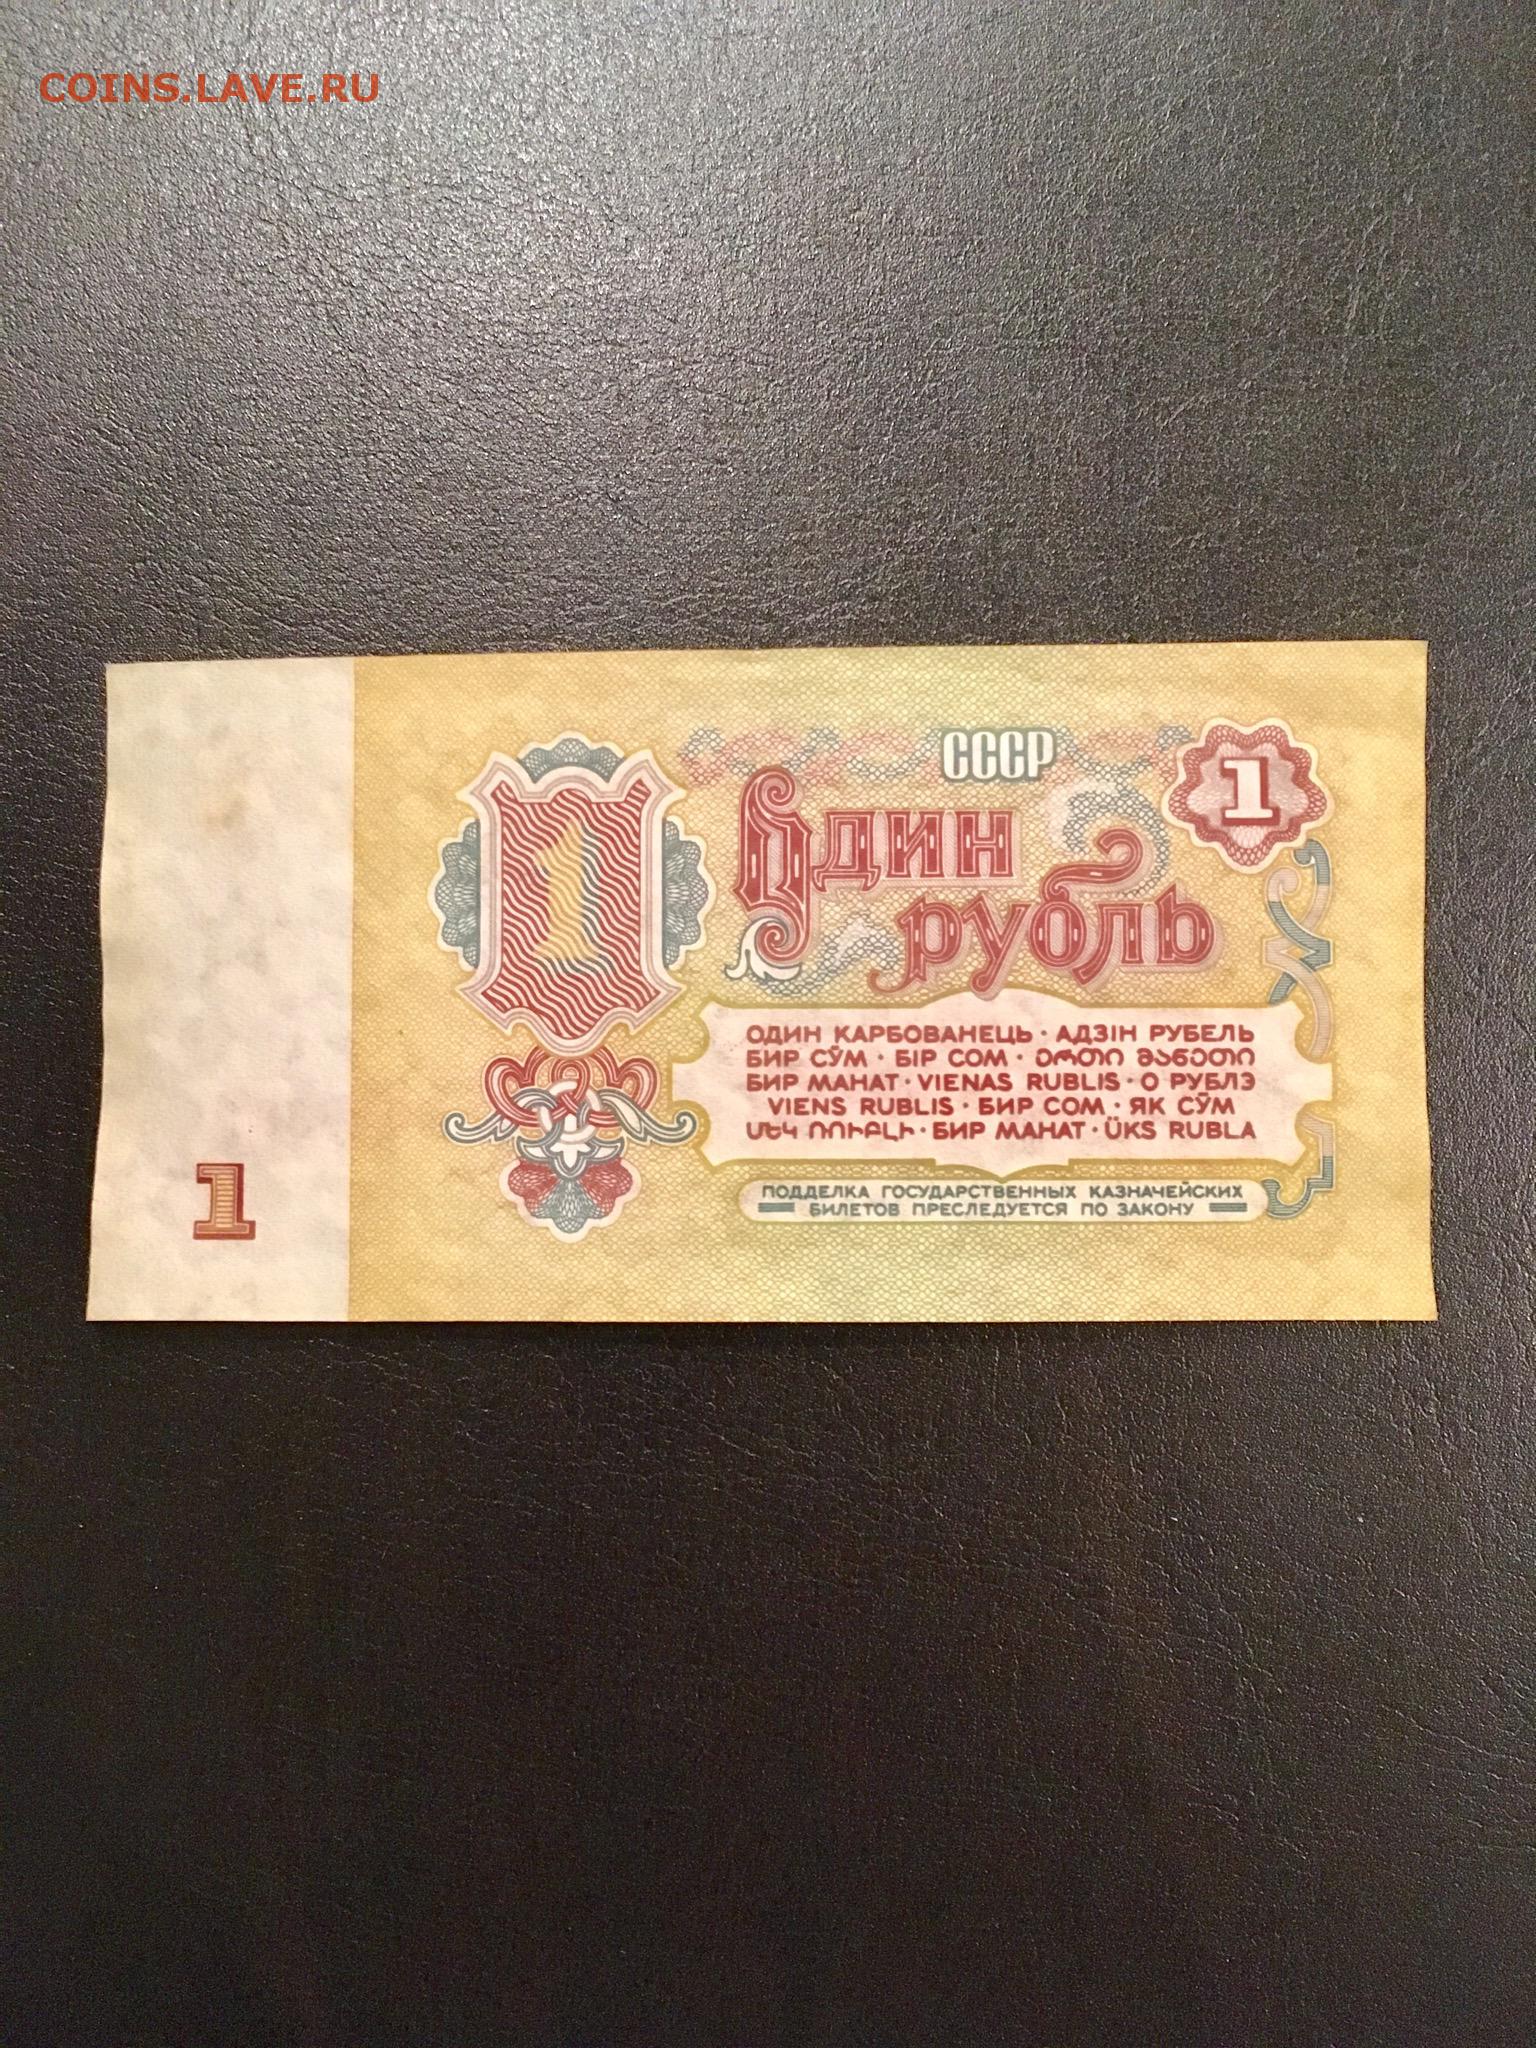 COINS.LAVE.RU
СССР
1
1
Один
рубль
ОДИН КАРБОВАНЕЦЬ · АДЗІН РУБЕЛЬ
БИР СЎМ · БІР СОМ · ერთი მანეთი
БИР МАНАТ · VIENAS RUBLIS · О РУБЛЭ
VIENS RUBLIS · БИР СОМ · ЯК СӮМ
ՄԵԿ ՌՈՒԲԼԻ · БИР МАНАТ · ÜKS RUBLA
ПОДДЕЛКА ГОСУДАРСТВЕННЫХ КАЗНАЧЕЙСКИХ
БИЛЕТОВ ПРЕСЛЕДУЕТСЯ ПО ЗАКОНУ
1